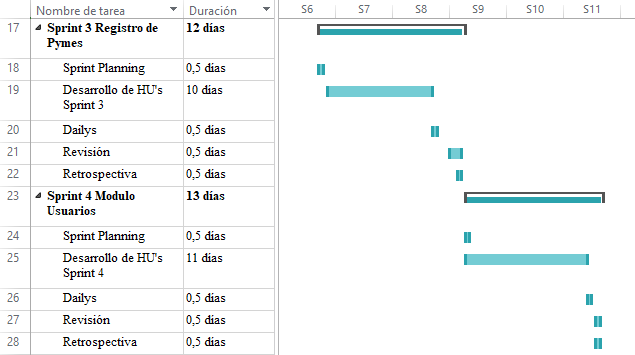 Nombre de tarea Duración S6 S7 S8 S9 S10 S11
17 Sprint 3 Registro de 12 días
Pymes
18 Sprint Planning 0,5 días
19 Desarrollo de HU's 10 días
Sprint 3
20 Dailys 0,5 días
21 Revisión 0,5 días
22 Retrospectiva 0,5 días
23 Sprint 4 Modulo 13 días
Usuarios
24 Sprint Planning 0,5 días
25 Desarrollo de HU's 11 días
Sprint 4
26 Dailys 0,5 días
27 Revisión 0,5 días
28 Retrospectiva 0,5 días